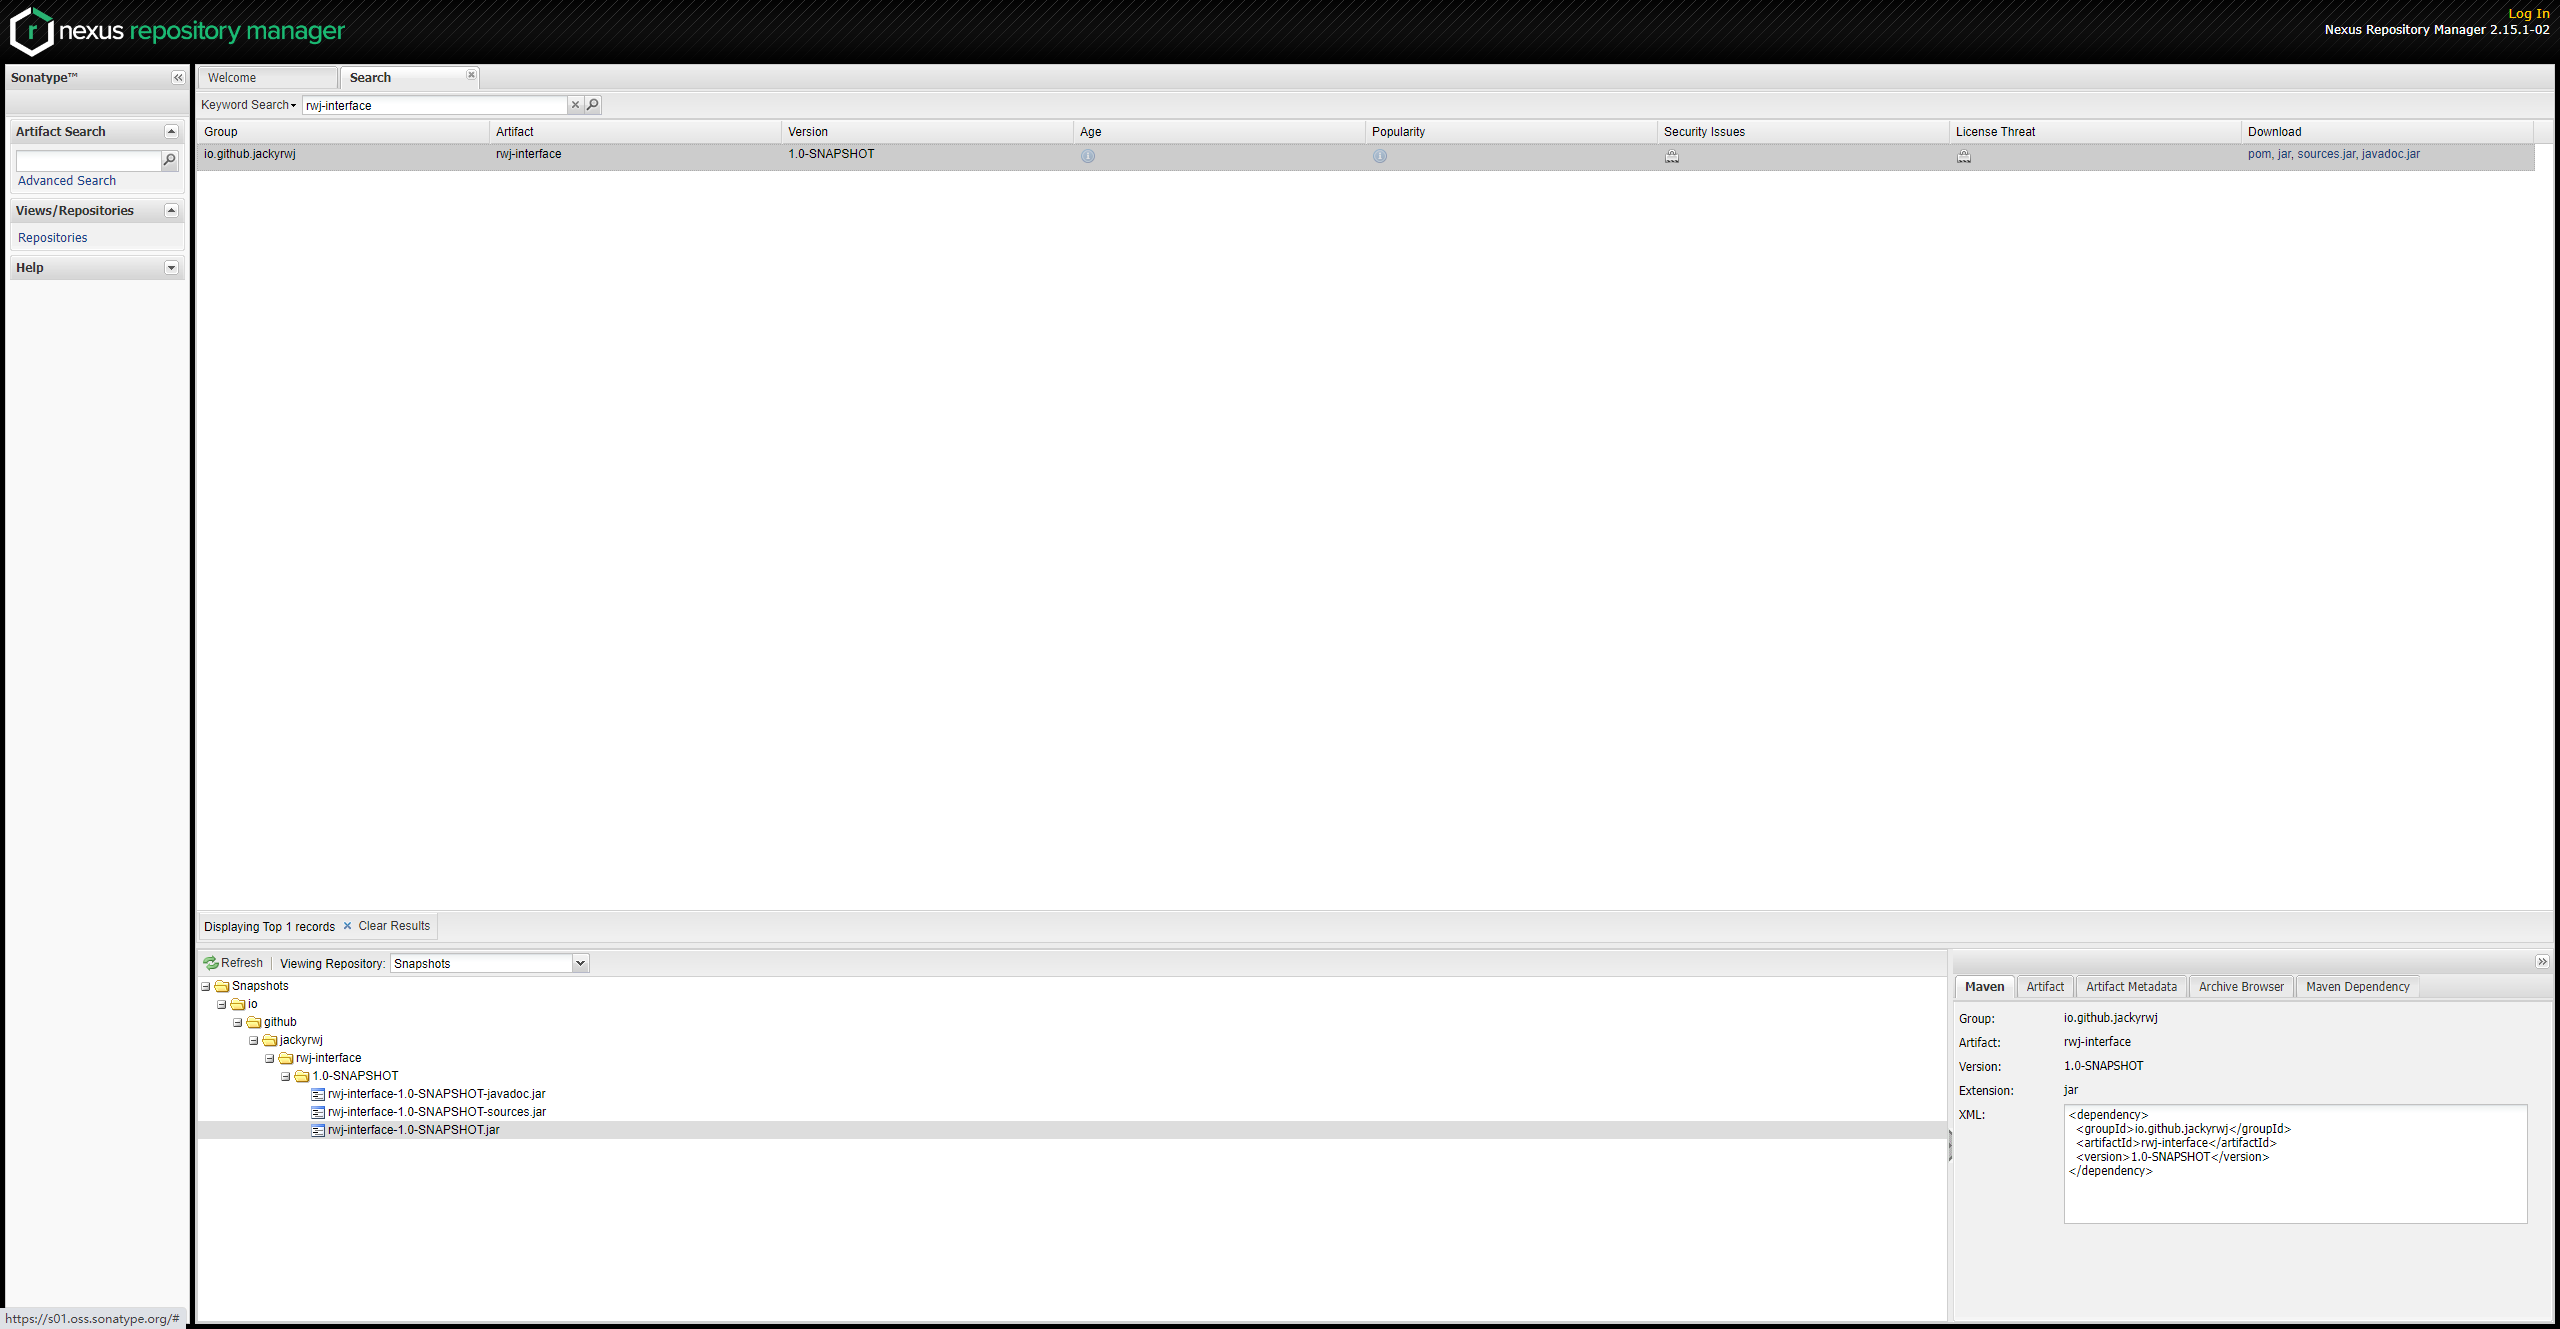 nexus repository manager
Log In
Nexus Repository Manager 2.15.1-02
Sonatype™
Artifact Search
Advanced Search
Views/Repositories
Repositories
Help
Welcome
Search
Keyword Search
rwj-interface
Group Artifact Version Age Popularity Security Issues License Threat Download
io.github.jackyrwj rwj-interface 1.0-SNAPSHOT pom, jar, sources.jar, javadoc.jar
Displaying Top 1 records Clear Results
Refresh Viewing Repository: Snapshots
Snapshots
io
github
jackyrwj
rwj-interface
1.0-SNAPSHOT
rwj-interface-1.0-SNAPSHOT-javadoc.jar
rwj-interface-1.0-SNAPSHOT-sources.jar
rwj-interface-1.0-SNAPSHOT.jar
Maven Artifact Artifact Metadata Archive Browser Maven Dependency
Group: io.github.jackyrwj
Artifact: rwj-interface
Version: 1.0-SNAPSHOT
Extension: jar
XML:
<dependency>
<groupId>io.github.jackyrwj</groupId>
<artifactId>rwj-interface</artifactId>
<version>1.0-SNAPSHOT</version>
</dependency>
https://s01.oss.sonatype.org/#